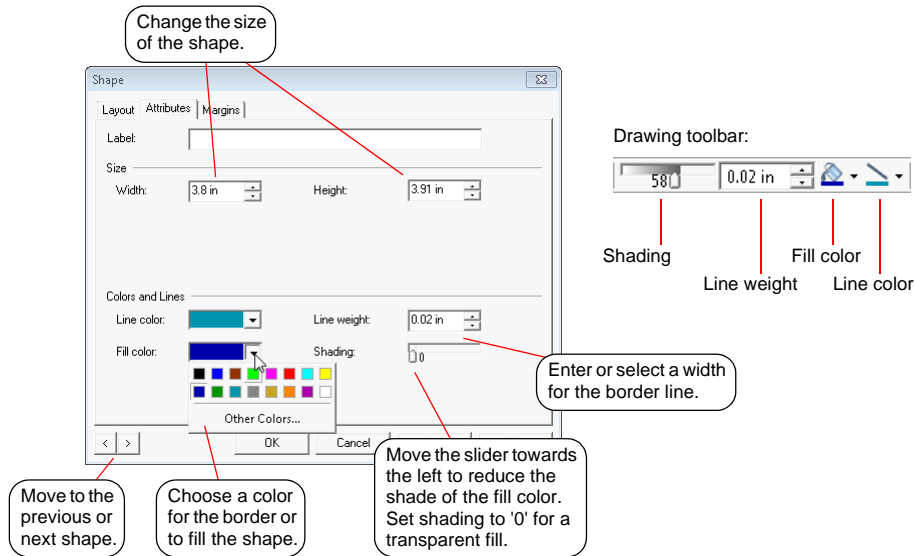 Change the size
of the shape.
Shape
Layout Attributes Margins
Label:
Size
Width: 3.8 in Height: 3.91 in
Colors and Lines
Line color: Line weight: 0.02 in
Fill color: Shading: 0
Other Colors...
< > OK Cancel
Drawing toolbar:
58 0.02 in
Shading Fill color
Line weight Line color
Enter or select a width
for the border line.
Move to the
previous or
next shape.
Choose a color
for the border or
to fill the shape.
Move the slider towards
the left to reduce the
shade of the fill color.
Set shading to '0' for a
transparent fill.